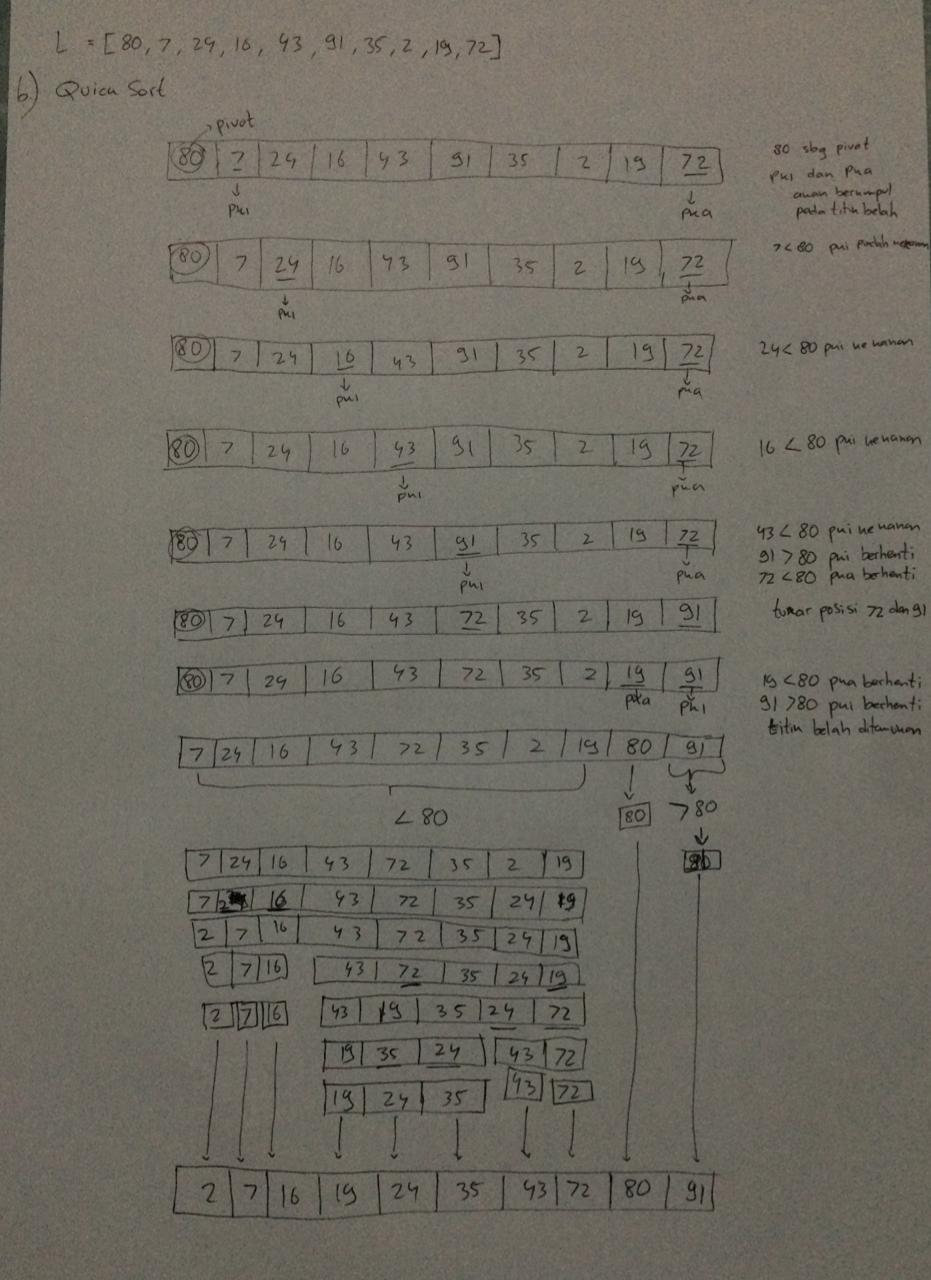 L = [80, 7, 24, 16, 43, 91, 35, 2, 19, 72]
b.) Quick Sort
pivot
80 7 24 16 43 91 35 2 19 72
pki pka
80 sbg pivot
pki dan pka
akan berkumpul
pada titik belah
80 7 24 16 43 91 35 2 19 72
pki pka
7 < 80 pki pindah
80 7 24 16 43 91 35 2 19 72
pki pka
24 < 80 pki ke kanan
80 7 24 16 43 91 35 2 19 72
pki pka
16 < 80 pki ke kanan
80 7 24 16 43 91 35 2 19 72
pki pka
43 < 80 pki ke kanan
91 > 80 pki berhenti
72 < 80 pka berhenti
80 7 24 16 43 72 35 2 19 91
tukar posisi 72 dan 91
80 7 24 16 43 72 35 2 19 91
pka pki
19 < 80 pka berhenti
91 > 80 pki berhenti
titik belah ditemukan
7 24 16 43 72 35 2 19 80 91
< 80 80 > 80
7 24 16 43 72 35 2 19
7 2 16 43 72 35 24 19
2 7 16 43 72 35 24 19
2 7 16 43 72 35 24 19
2 7 16 43 19 35 24 72
19 35 24 43 72
19 24 35 43 72
2 7 16 19 24 35 43 72 80 91